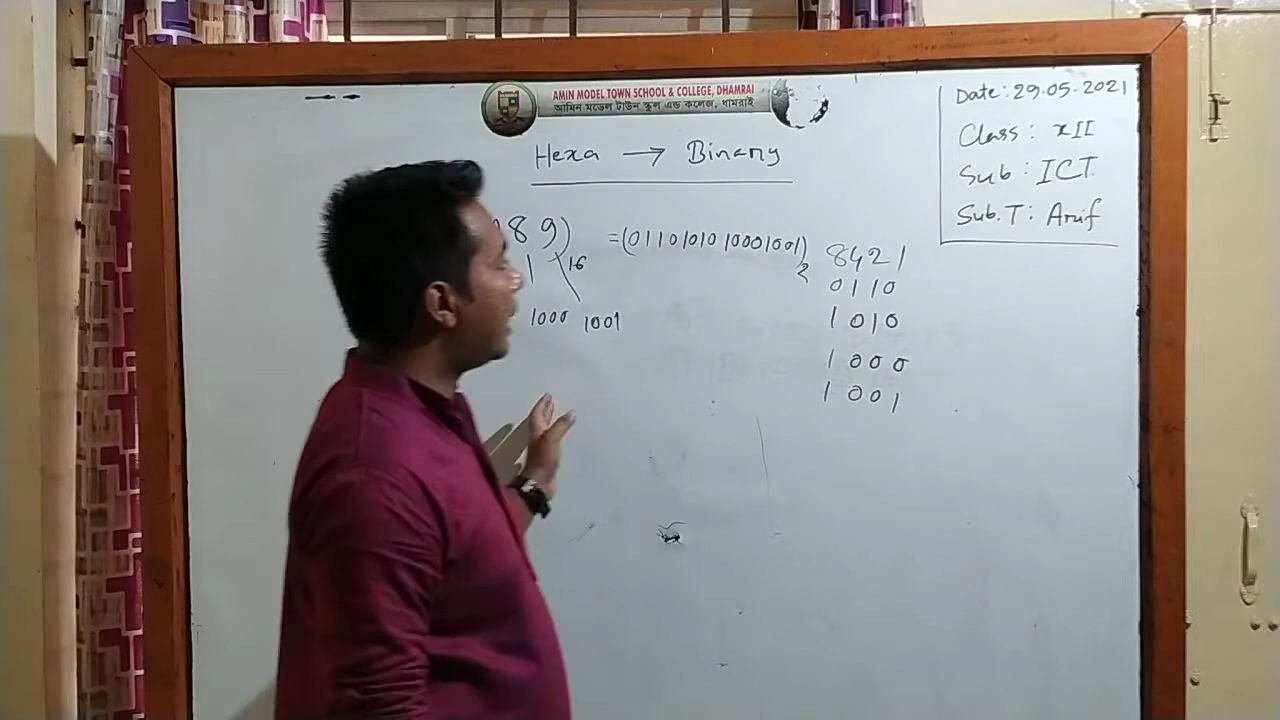 AMIN MODEL TOWN SCHOOL & COLLEGE, DHAMRAI
আমিন মডেল টাউন স্কুল এন্ড কলেজ, ধামরাই
Date: 29.05.2021
Class: XII
Sub: ICT
Sub.T: Arif
Hexa → Binary
89)16 = (0110101010001001)2
1000 1001
8421
0110
1010
1000
1001